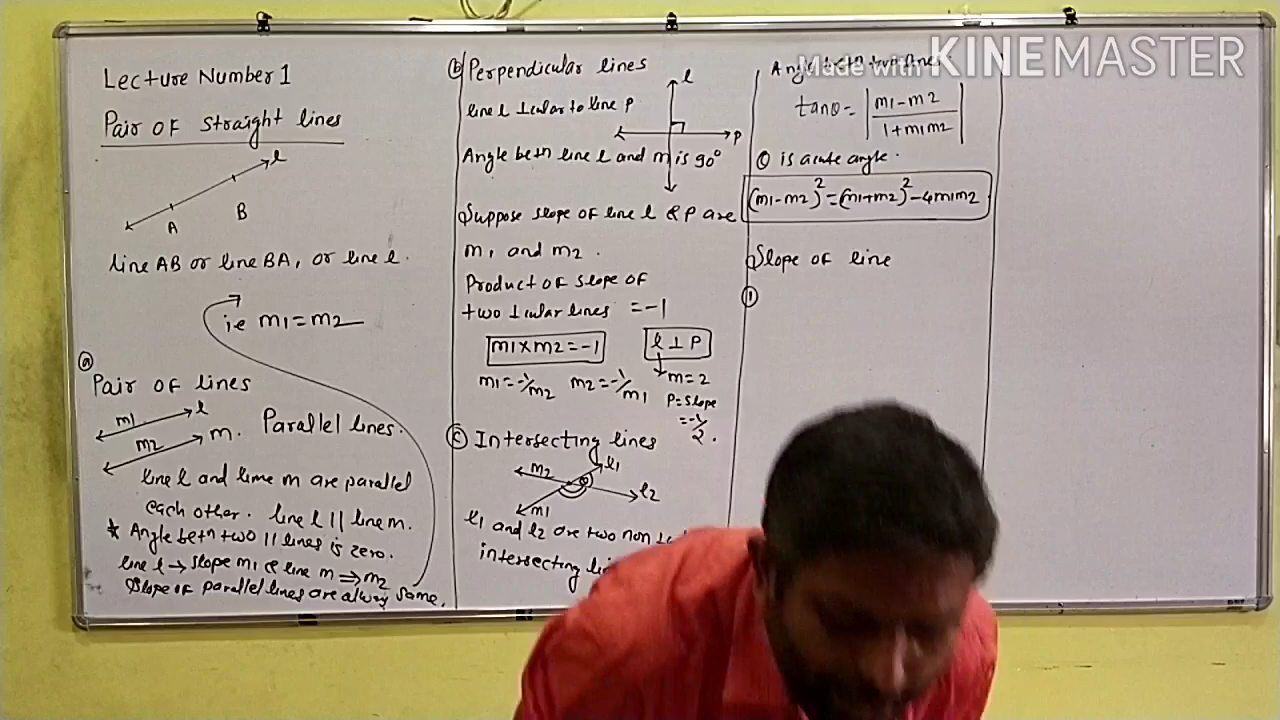 Lecture Number 1
Pair of straight lines
l
A
B
line AB or line BA, or line l.
ie m1=m2
a
Pair of lines
m1 l
m2 m.
Parallel lines.
line l and line m are parallel
each other. line l || line m.
* Angle betn two || lines is zero.
line l → slope m1 & line m ⇒ m2
Slope of parallel lines are alway same.
b Perpendicular lines
l
line l ⊥cular to line P
P
Angle betn line l and m is 90°
Suppose slope of line l & P are
m1 and m2.
Product of slope of
two ⊥cular lines = -1
m1×m2=-1
l ⊥ P
m1=-1/m2 m2=-1/m1
m=2
P=slope
=-1/2.
c Intersecting lines
m2 θ l1
l2
m1
l1 and l2 are two non
intersecting
Angle betn two lines
tanθ= |m1-m2 / 1+m1m2|
θ is acute angle.
(m1-m2)²=(m1+m2)²-4m1m2
Slope of line
1
Made with KINEMASTER